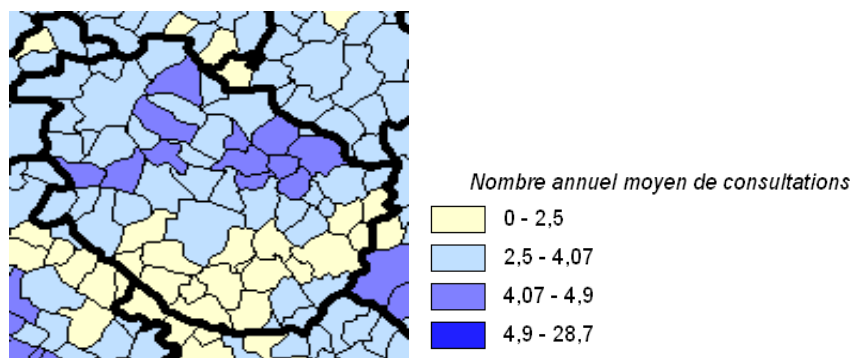 Nombre annuel moyen de consultations
0 - 2,5
2,5 - 4,07
4,07 - 4,9
4,9 - 28,7